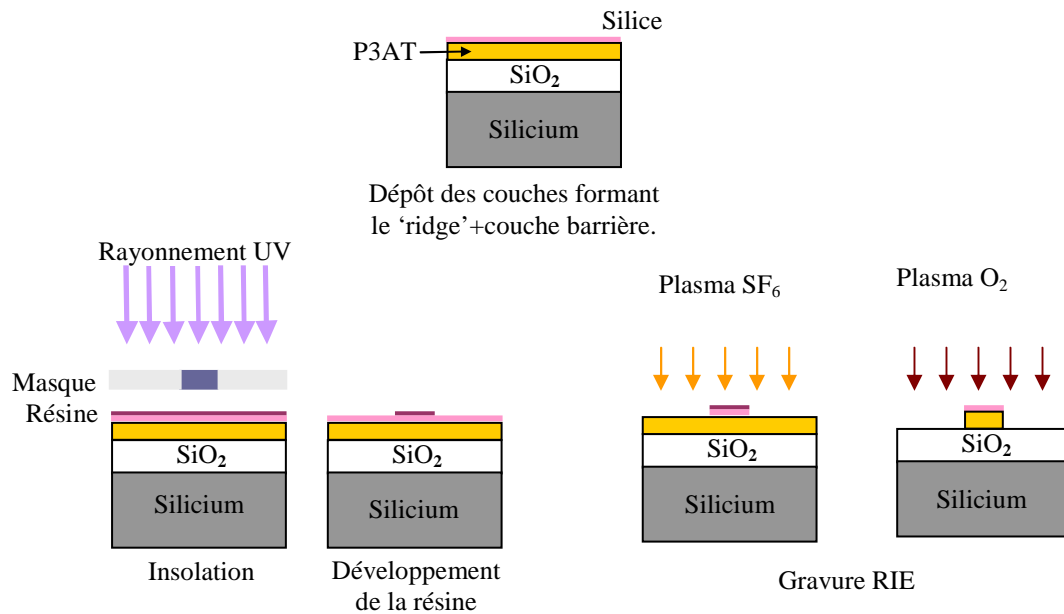 Silice
P3AT
SiO₂
Silicium
Dépôt des couches formant
le ‘ridge’+couche barrière.
Rayonnement UV
Masque
Résine
SiO₂
Silicium
Insolation
SiO₂
Silicium
Développement
de la résine
Plasma SF₆
SiO₂
Silicium
Plasma O₂
SiO₂
Silicium
Gravure RIE